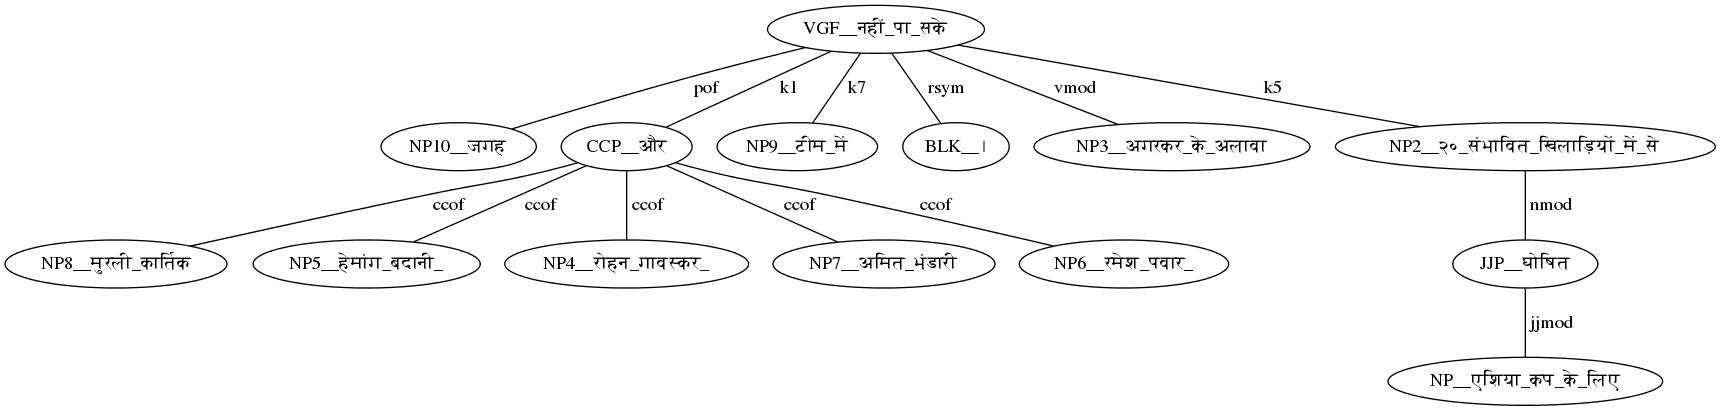 VGF__नहीं_पा_सके
pof k1 k7 rsym vmod k5
NP10__जगह CCP__और NP9__टीम_में BLK__। NP3__अगरकर_के_अलावा NP2__२०_संभावित_खिलाड़ियों_में_से
ccof ccof ccof ccof ccof nmod
NP8__मुरली_कार्तिक NP5__हेमांग_बदानी_ NP4__रोहन_गावस्कर_ NP7__अमित_भंडारी NP6__रमेश_पवार_ JJP__घोषित
jjmod
NP__एशिया_कप_के_लिए